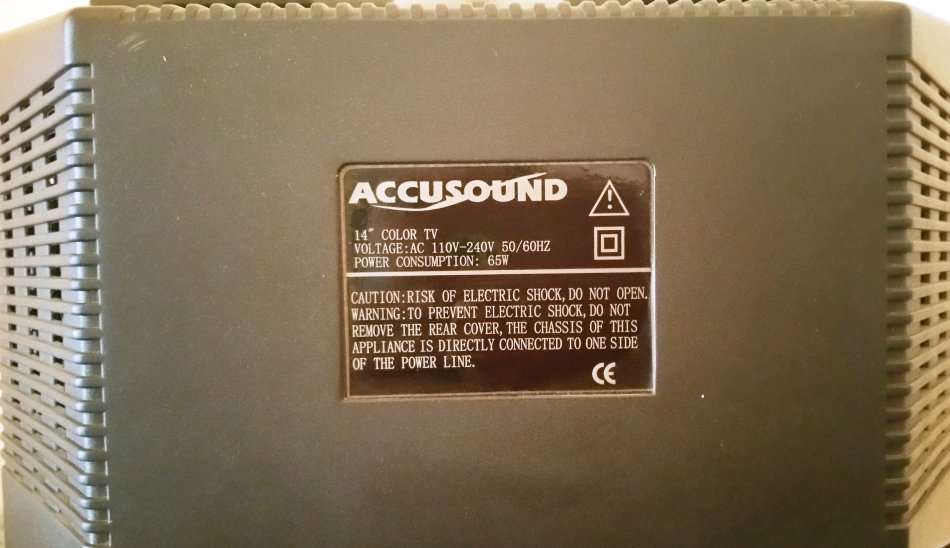 ACCUSOUND
14" COLOR TV
VOLTAGE:AC 110V-240V 50/60HZ
POWER CONSUMPTION: 65W
CAUTION:RISK OF ELECTRIC SHOCK, DO NOT OPEN.
WARNING:TO PREVENT ELECTRIC SHOCK, DO NOT
REMOVE THE REAR COVER, THE CHASSIS OF THIS
APPLIANCE IS DIRECTLY CONNECTED TO ONE SIDE
OF THE POWER LINE.
CE